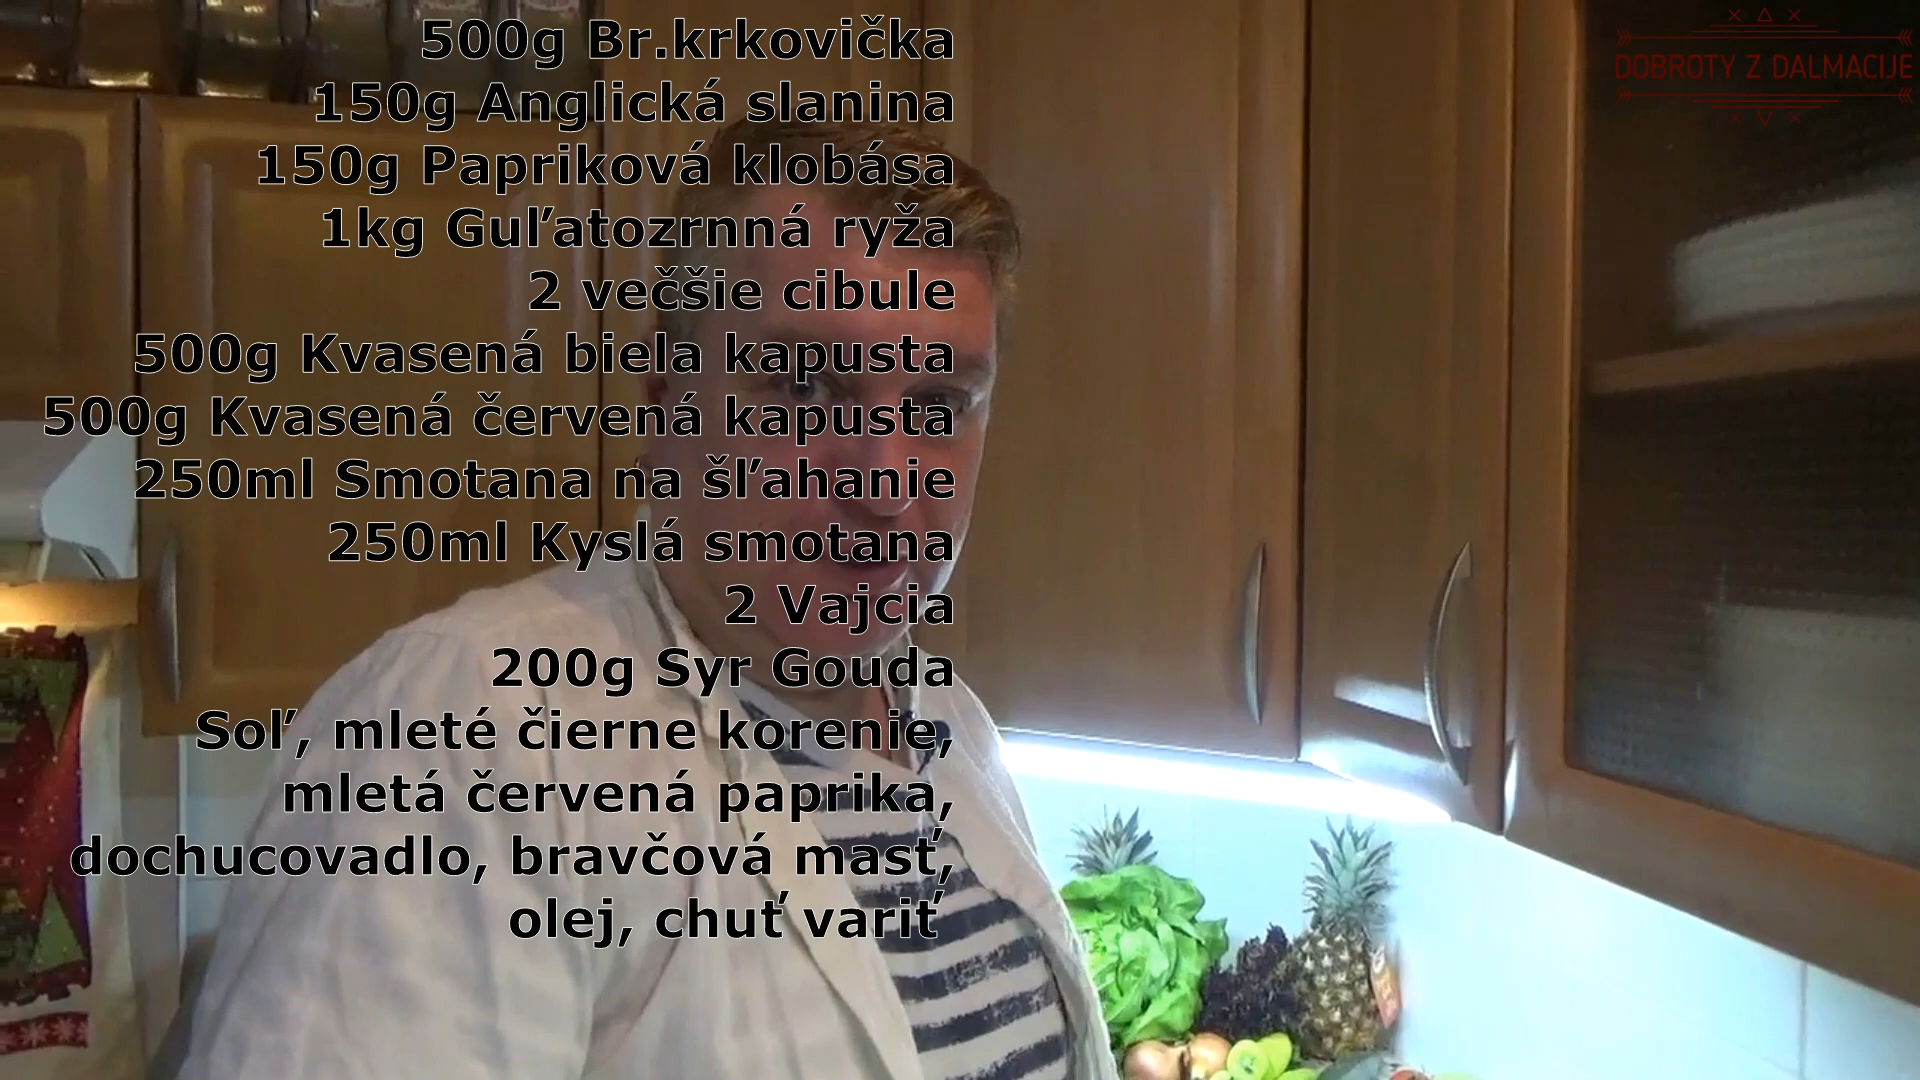 500g Br.krkovička
150g Anglická slanina
150g Papriková klobása
1kg Guľatozrnná ryža
2 večšie cibule
500g Kvasená biela kapusta
500g Kvasená červená kapusta
250ml Smotana na šľahanie
250ml Kyslá smotana
2 Vajcia
200g Syr Gouda
Soľ, mleté čierne korenie,
mletá červená paprika,
dochucovadlo, bravčová masť,
olej, chuť variť
DOBROTY Z DALMACIJE